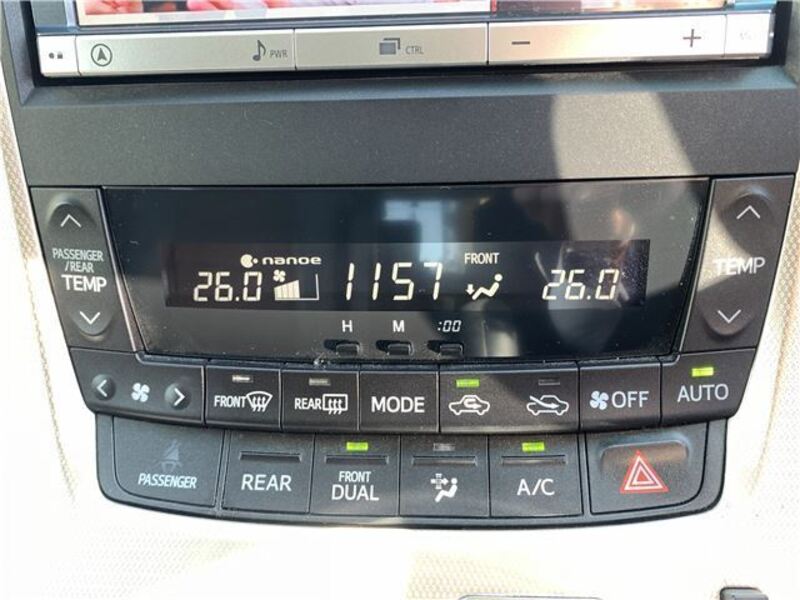 PWR CTRL − +
PASSENGER
/REAR
TEMP
nanoe
26.0
1157
FRONT
26.0
TEMP
H M :00
FRONT
REAR
MODE
OFF
AUTO
PASSENGER
REAR
FRONT
DUAL
A/C